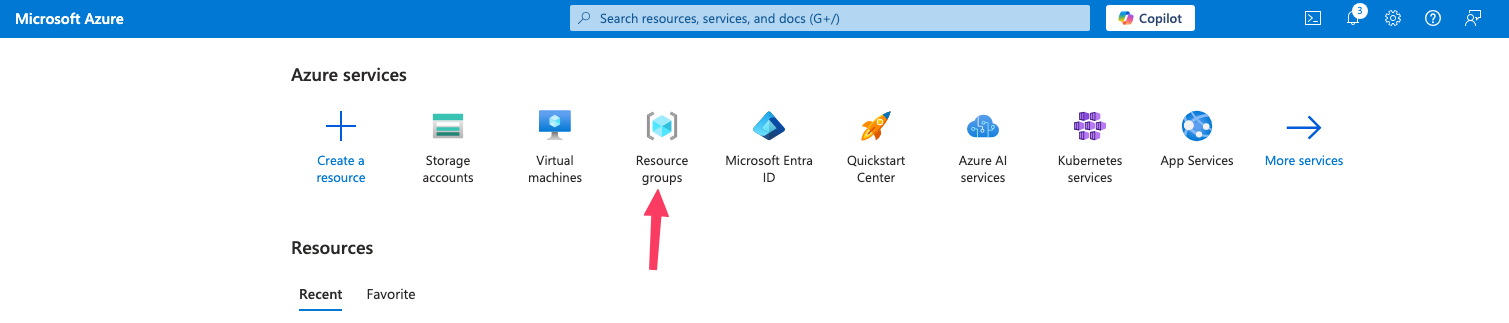 Microsoft Azure
Search resources, services, and docs (G+/)
Copilot
3
Azure services
Create a
resource
Storage
accounts
Virtual
machines
Resource
groups
Microsoft Entra
ID
Quickstart
Center
Azure AI
services
Kubernetes
services
App Services
More services
Resources
Recent
Favorite